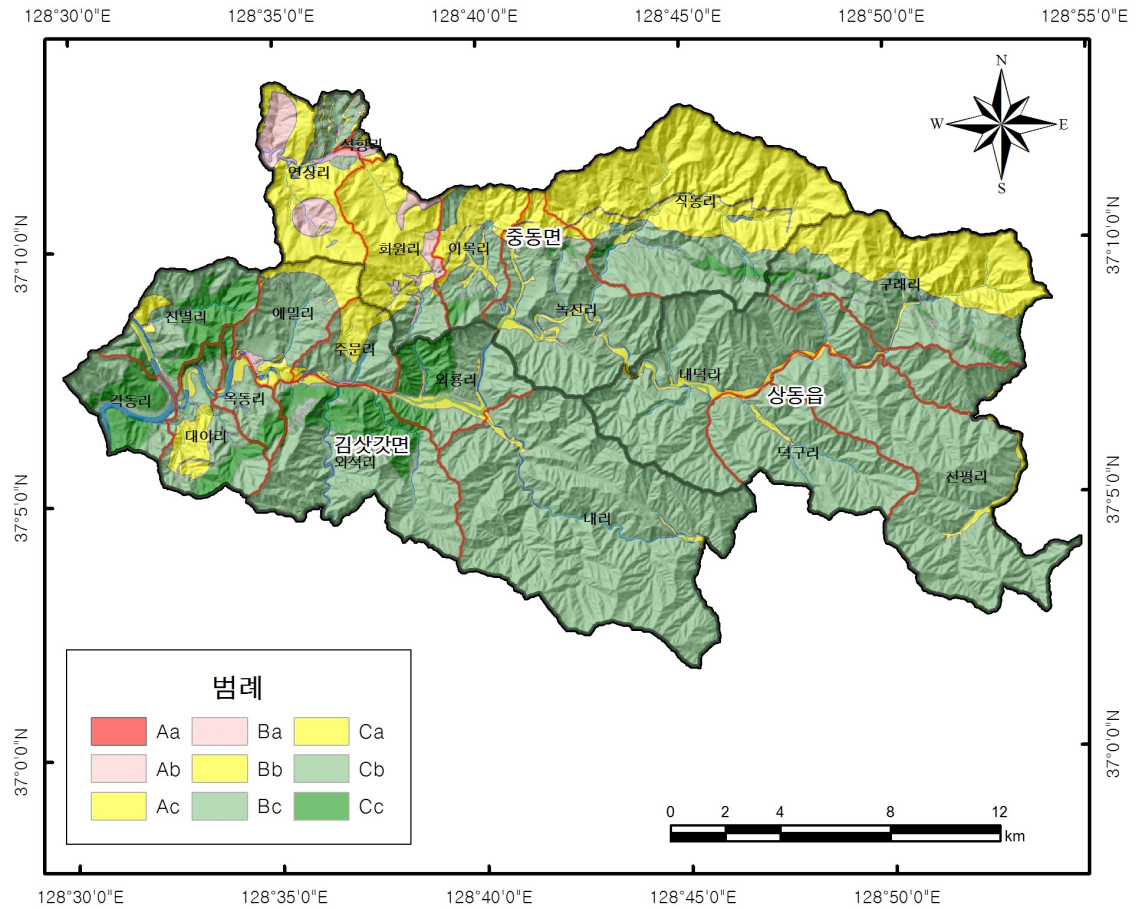 128°30'0"E 128°35'0"E 128°40'0"E 128°45'0"E 128°50'0"E 128°55'0"E
N
W E
S
석항리
연상리
직동리
37°10'0"N
37°10'0"N
화원리
이목리
중동면
구래리
진별리
예밀리
녹전리
주문리
외룡리
내덕리
상동읍
각동리
옥동리
대야리
김삿갓면
와석리
덕구리
천평리
37°5'0"N
37°5'0"N
내리
범례
Aa Ba Ca
Ab Bb Cb
Ac Bc Cc
37°0'0"N
37°0'0"N
0 2 4 8 12
km
128°30'0"E 128°35'0"E 128°40'0"E 128°45'0"E 128°50'0"E